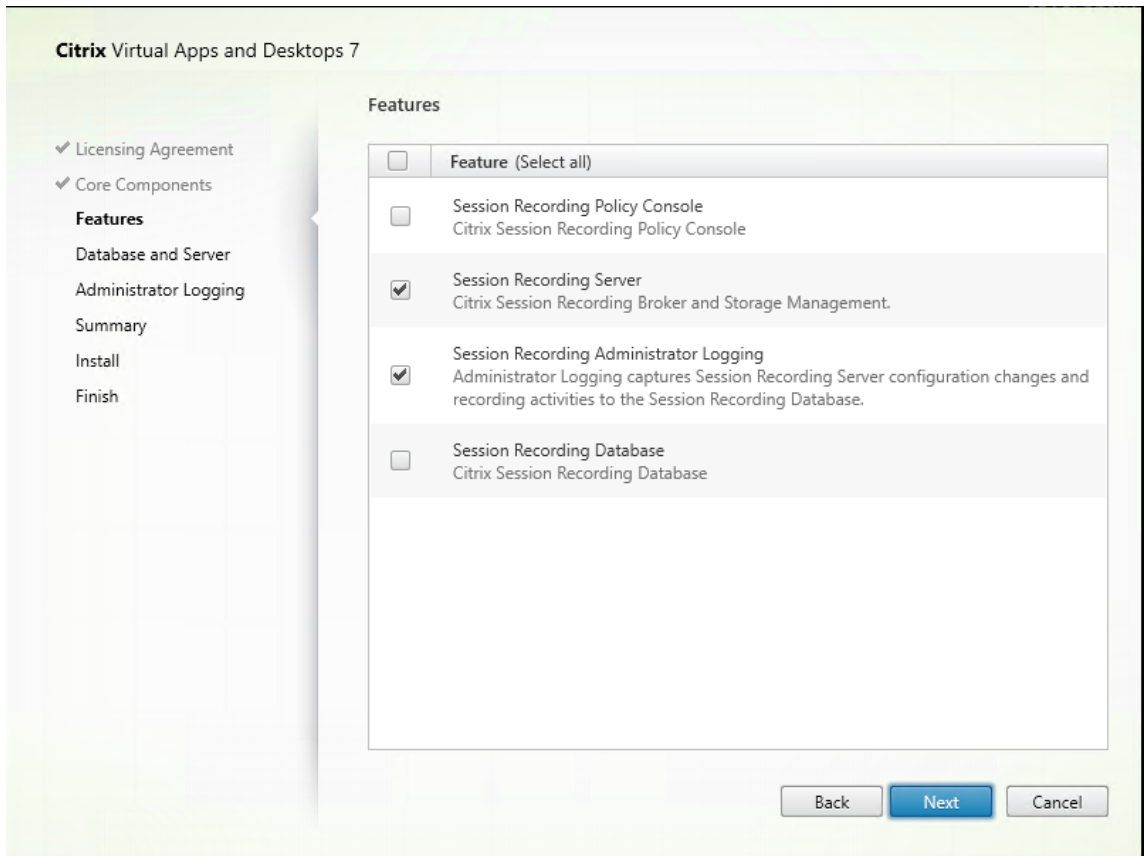 Citrix Virtual Apps and Desktops 7
Licensing Agreement
Core Components
Features
Database and Server
Administrator Logging
Summary
Install
Finish
Features
Feature (Select all)
Session Recording Policy Console
Citrix Session Recording Policy Console
Session Recording Server
Citrix Session Recording Broker and Storage Management.
Session Recording Administrator Logging
Administrator Logging captures Session Recording Server configuration changes and
recording activities to the Session Recording Database.
Session Recording Database
Citrix Session Recording Database
Back
Next
Cancel